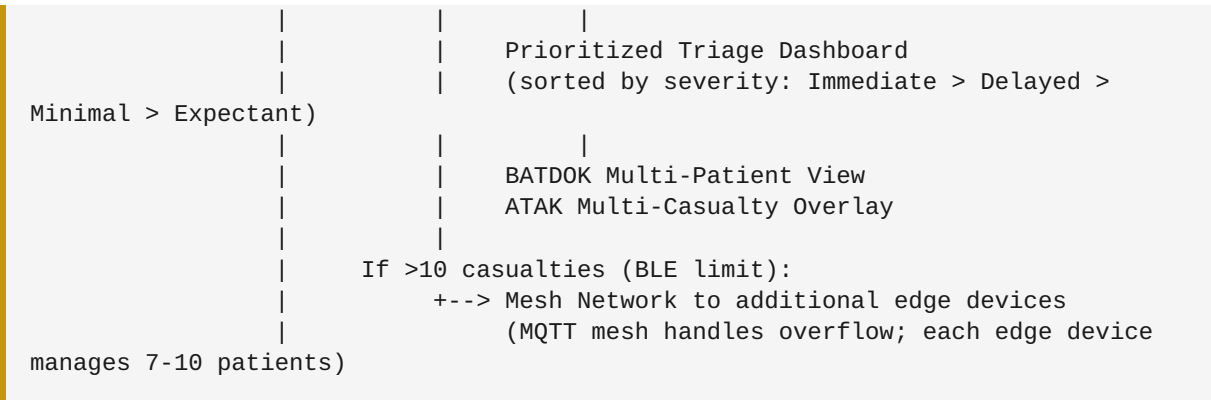 |          |         |
|          |    Prioritized Triage Dashboard
|          |    (sorted by severity: Immediate > Delayed >
Minimal > Expectant)
|          |         |
|          |    BATDOK Multi-Patient View
|          |    ATAK Multi-Casualty Overlay
|          |
|     If >10 casualties (BLE limit):
|          +--> Mesh Network to additional edge devices
|               (MQTT mesh handles overflow; each edge device
manages 7-10 patients)